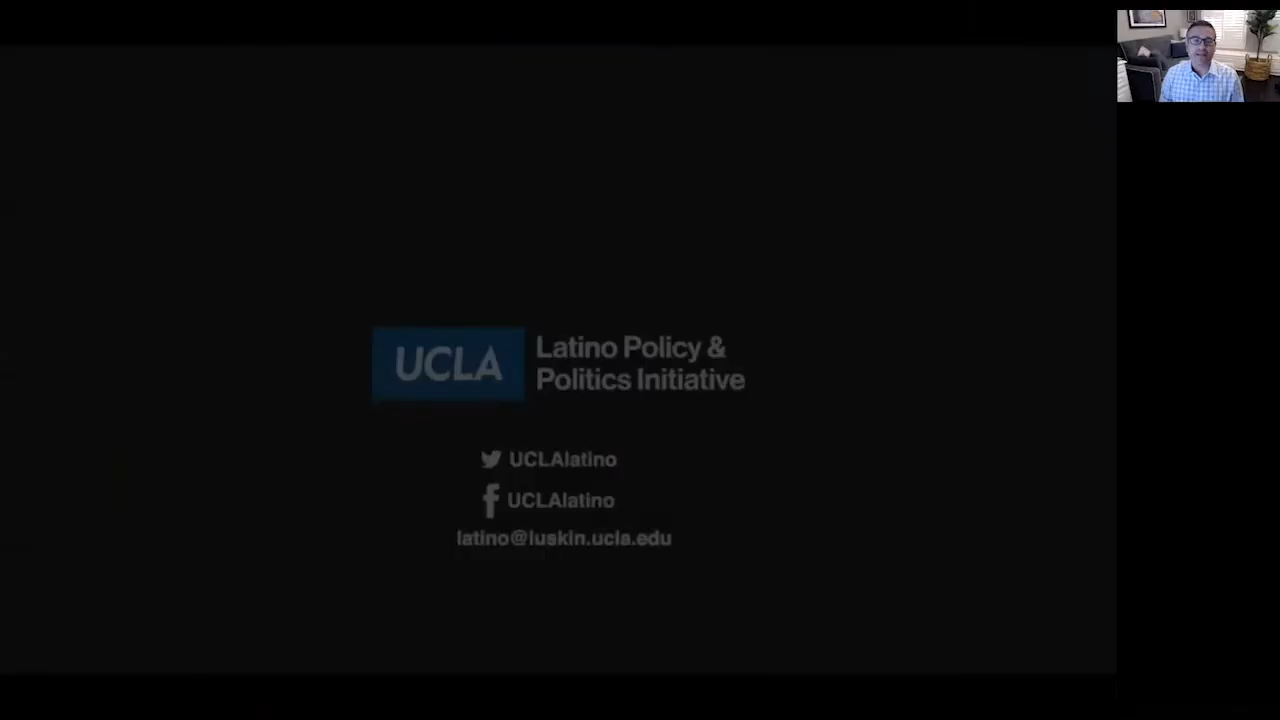 UCLA
Latino Policy &
Politics Initiative
UCLAlatino
UCLAlatino
latino@luskin.ucla.edu